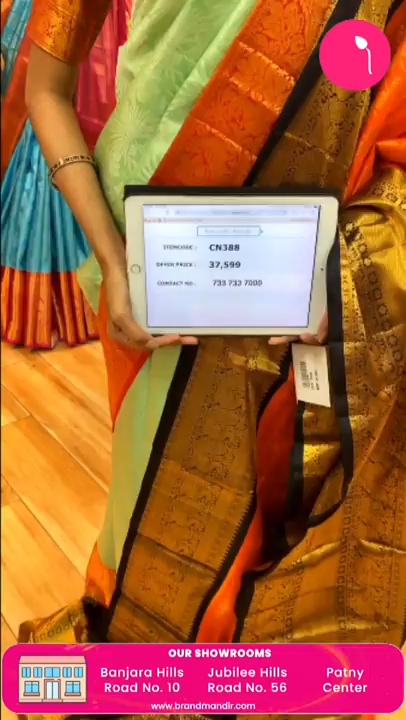 ITEMCODE : CN388
OFFER PRICE : 37,599
CONTACT NO. 733 733 7000
OUR SHOWROOMS
Banjara Hills Road No. 10
Jubilee Hills Road No. 56
Patny Center
www.brandmandir.com